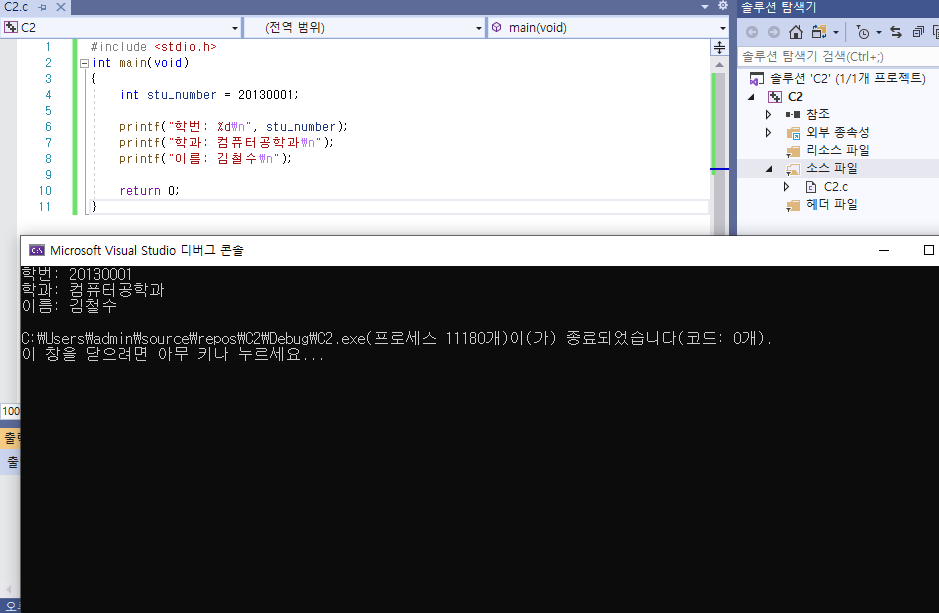 C2.c
솔루션 탐색기
C2
(전역 범위)
main(void)
솔루션 탐색기 검색(Ctrl+;)
솔루션 'C2' (1/1개 프로젝트)
C2
참조
외부 종속성
리소스 파일
소스 파일
C2.c
헤더 파일
1 #include <stdio.h>
2 int main(void)
3 {
4 int stu_number = 20130001;
5
6 printf("학번: %d₩n", stu_number);
7 printf("학과: 컴퓨터공학과₩n");
8 printf("이름: 김철수₩n");
9
10 return 0;
11 }
Microsoft Visual Studio 디버그 콘솔
학번: 20130001
학과: 컴퓨터공학과
이름: 김철수
C:₩Users₩admin₩source₩repos₩C2₩Debug₩C2.exe(프로세스 11180개)이(가) 종료되었습니다(코드: 0개).
이 창을 닫으려면 아무 키나 누르세요...
100
출